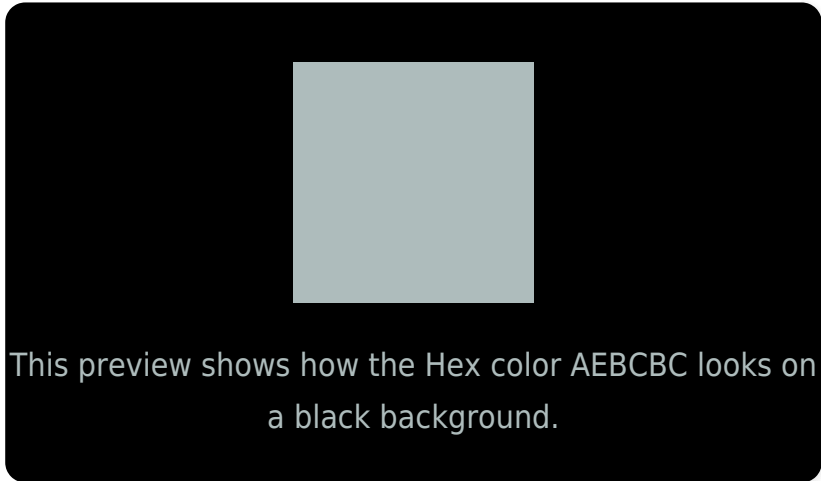 This preview shows how the Hex color AEBCBC looks on
a black background.